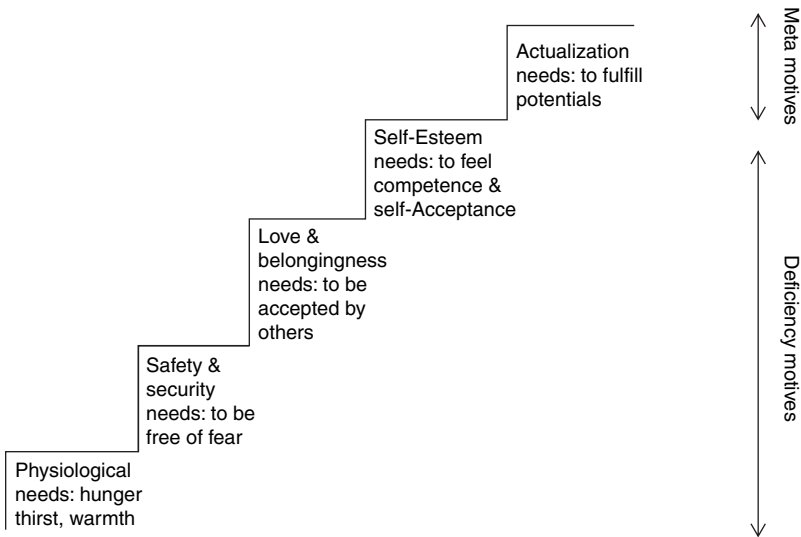 Actualization
needs: to fulfill
potentials
Self-Esteem
needs: to feel
competence &
self-Acceptance
Love &
belongingness
needs: to be
accepted by
others
Safety &
security
needs: to be
free of fear
Physiological
needs: hunger
thirst, warmth
Meta motives
Deficiency motives